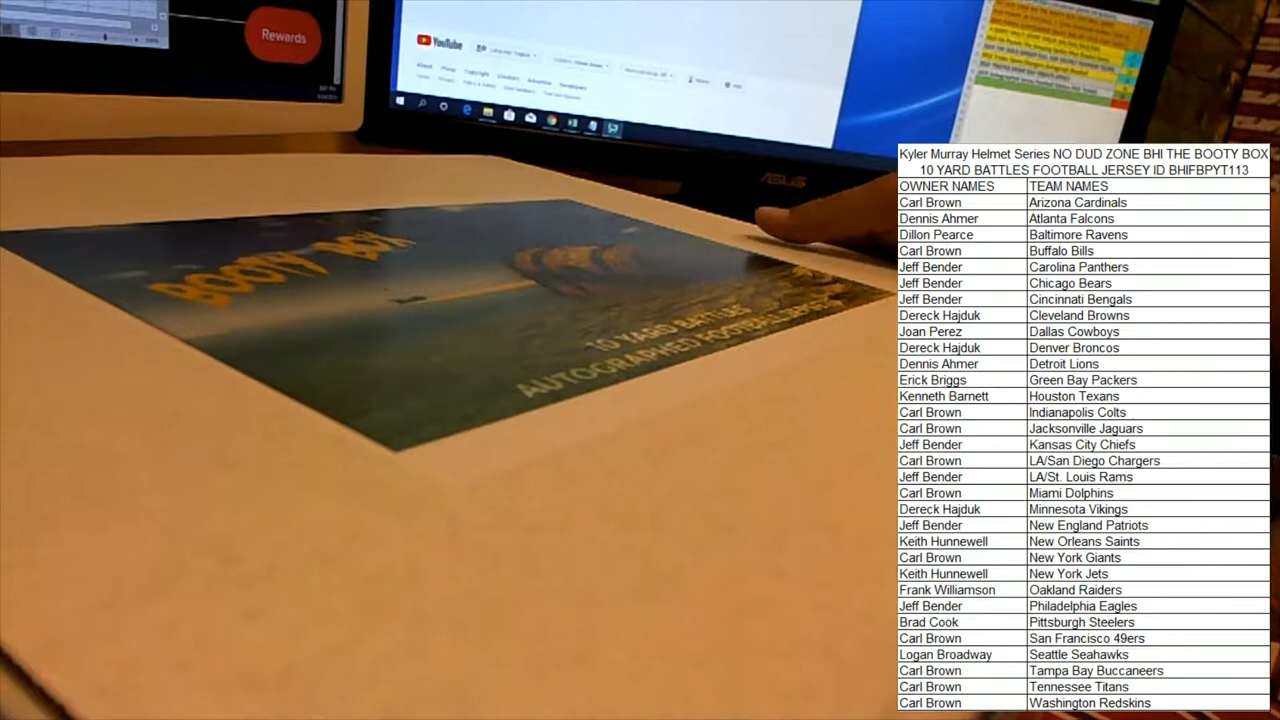 Rewards
YouTube
About Press Copyright
BOOTY BOX
10 YARD BATTLES
AUTOGRAPHED FOOTBALL JERSEY
ASUS
Kyler Murray Helmet Series NO DUD ZONE BHI THE BOOTY BOX
10 YARD BATTLES FOOTBALL JERSEY ID BHIFBPYT113
OWNER NAMES TEAM NAMES
Carl Brown Arizona Cardinals
Dennis Ahmer Atlanta Falcons
Dillon Pearce Baltimore Ravens
Carl Brown Buffalo Bills
Jeff Bender Carolina Panthers
Jeff Bender Chicago Bears
Jeff Bender Cincinnati Bengals
Dereck Hajduk Cleveland Browns
Joan Perez Dallas Cowboys
Dereck Hajduk Denver Broncos
Dennis Ahmer Detroit Lions
Erick Briggs Green Bay Packers
Kenneth Barnett Houston Texans
Carl Brown Indianapolis Colts
Carl Brown Jacksonville Jaguars
Jeff Bender Kansas City Chiefs
Carl Brown LA/San Diego Chargers
Jeff Bender LA/St. Louis Rams
Carl Brown Miami Dolphins
Dereck Hajduk Minnesota Vikings
Jeff Bender New England Patriots
Keith Hunnewell New Orleans Saints
Carl Brown New York Giants
Keith Hunnewell New York Jets
Frank Williamson Oakland Raiders
Jeff Bender Philadelphia Eagles
Brad Cook Pittsburgh Steelers
Carl Brown San Francisco 49ers
Logan Broadway Seattle Seahawks
Carl Brown Tampa Bay Buccaneers
Carl Brown Tennessee Titans
Carl Brown Washington Redskins